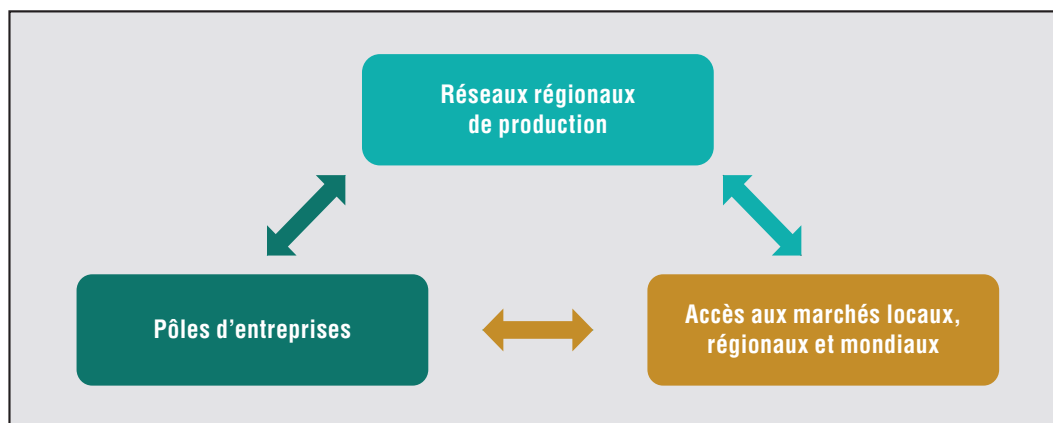 Réseaux régionaux
de production
Pôles d’entreprises
Accès aux marchés locaux,
régionaux et mondiaux